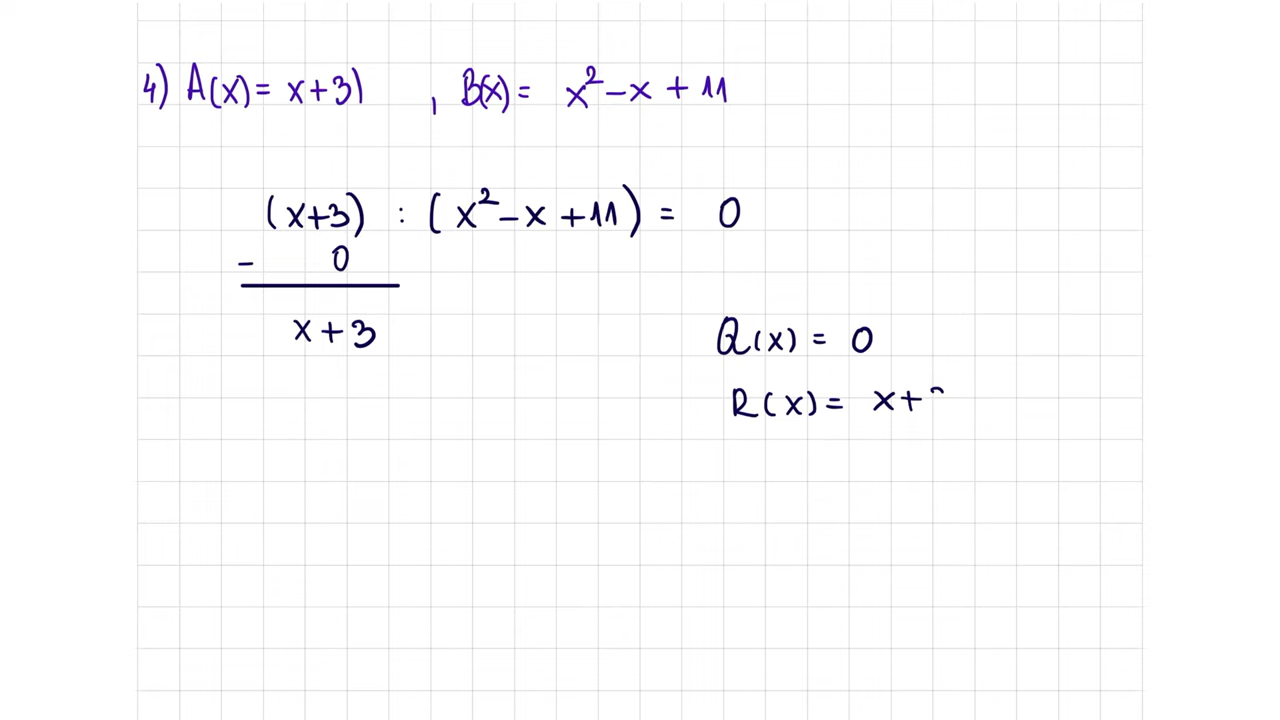 4) A(x) = x+3) , B(x) = x² - x + 11
(x+3) : (x² - x + 11) = 0
- 0
x + 3
Q(x) = 0
R(x) = x+